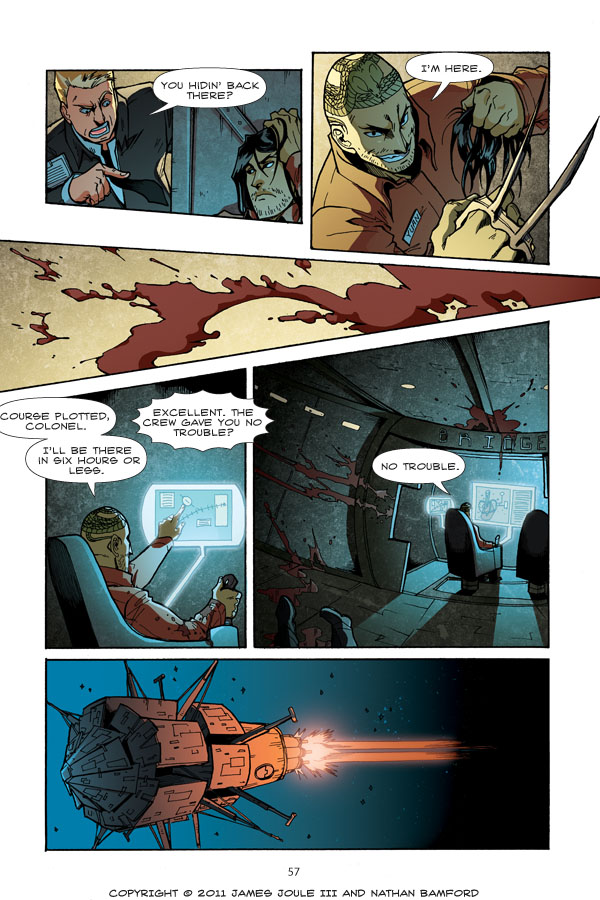 YOU HIDIN' BACK
THERE?
I'M HERE.
COURSE PLOTTED,
COLONEL.
I'LL BE THERE
IN SIX HOURS OR
LESS.
EXCELLENT. THE
CREW GAVE YOU NO
TROUBLE?
BRIDGE
NO TROUBLE.
57
COPYRIGHT © 2011 JAMES JOULE III AND NATHAN BAMFORD